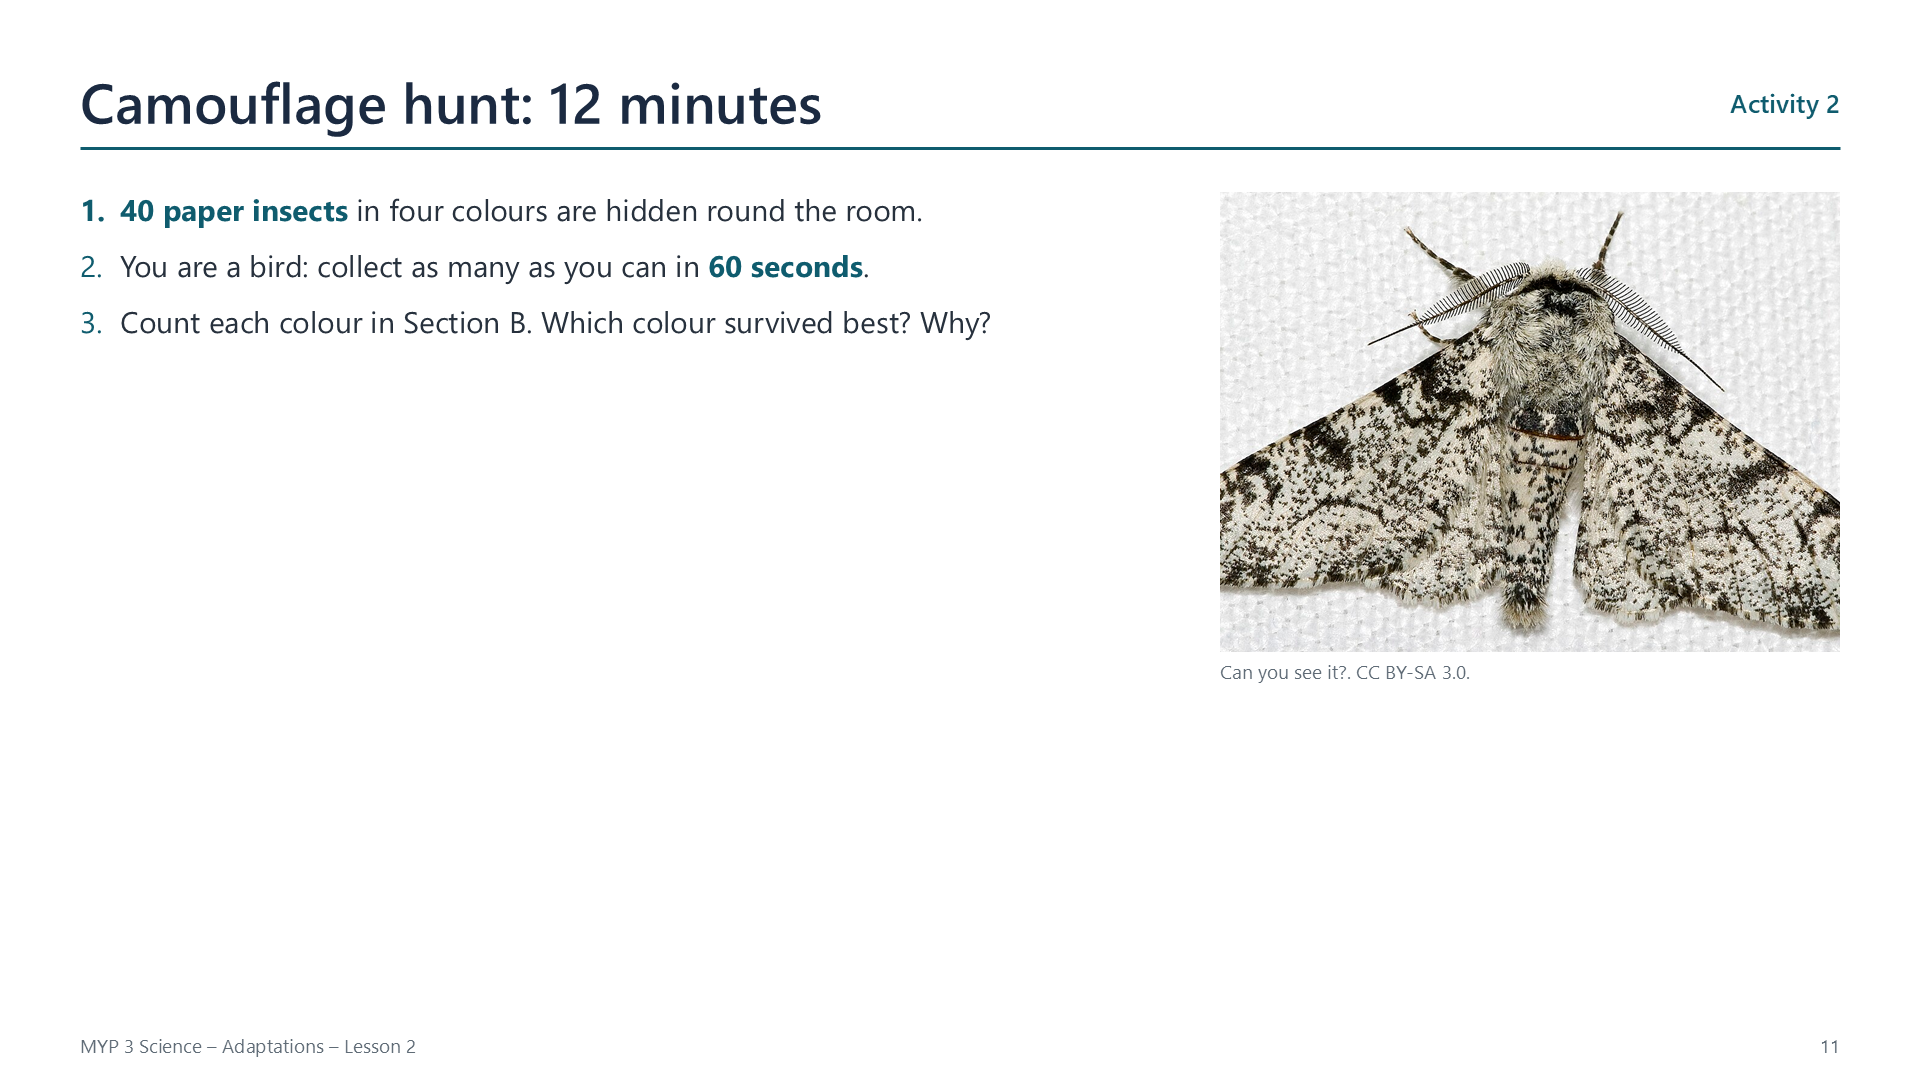 Camouflage hunt: 12 minutes
Activity 2
1. 40 paper insects in four colours are hidden round the room.
2. You are a bird: collect as many as you can in 60 seconds.
3. Count each colour in Section B. Which colour survived best? Why?
Can you see it?. CC BY-SA 3.0.
MYP 3 Science – Adaptations – Lesson 2
11